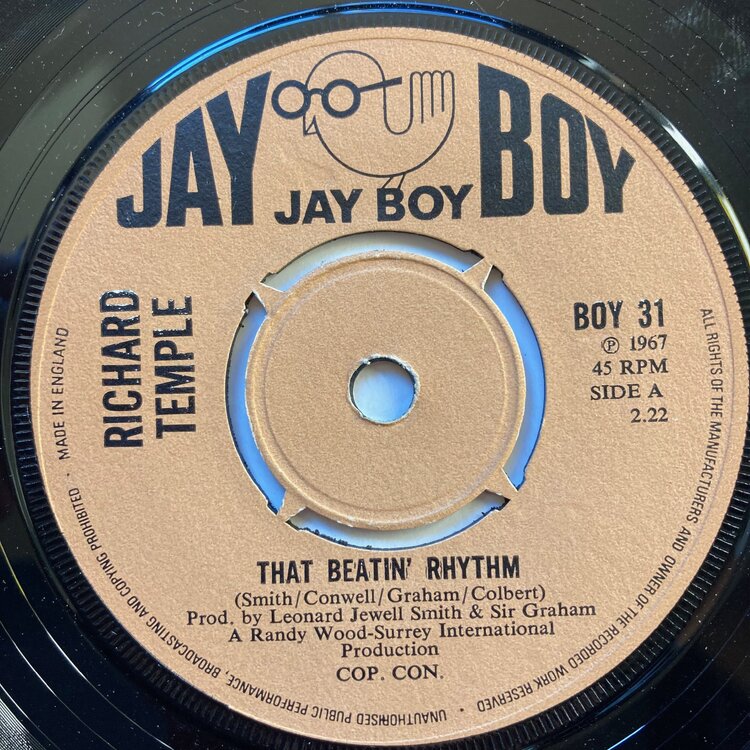 JAY BOY
JAY BOY
RICHARD
TEMPLE
BOY 31
℗ 1967
45 RPM
SIDE A
2.22
THAT BEATIN' RHYTHM
(Smith/Conwell/Graham/Colbert)
Prod. by Leonard Jewell Smith & Sir Graham
A Randy Wood-Surrey International
Production
COP. CON.
ALL RIGHTS OF THE MANUFACTURERS AND OWNER OF THE RECORDED WORK RESERVED · UNAUTHORISED PUBLIC PERFORMANCE, BROADCASTING AND COPYING PROHIBITED · MADE IN ENGLAND